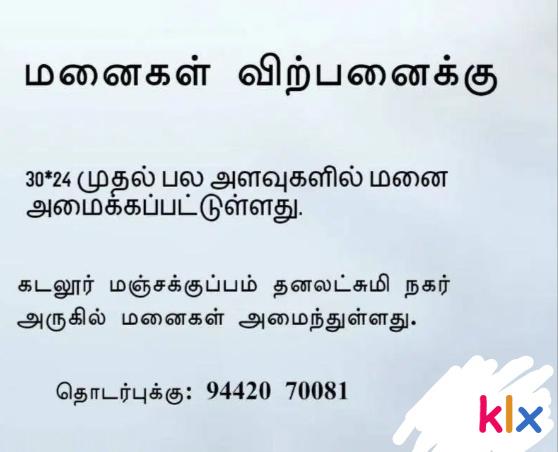 மனைகள் விற்பனைக்கு
30*24 முதல் பல அளவுகளில் மனை
அமைக்கப்பட்டுள்ளது.
கடலூர் மஞ்சக்குப்பம் தனலட்சுமி நகர்
அருகில் மனைகள் அமைந்துள்ளது.
தொடர்புக்கு: 94420 70081
klx